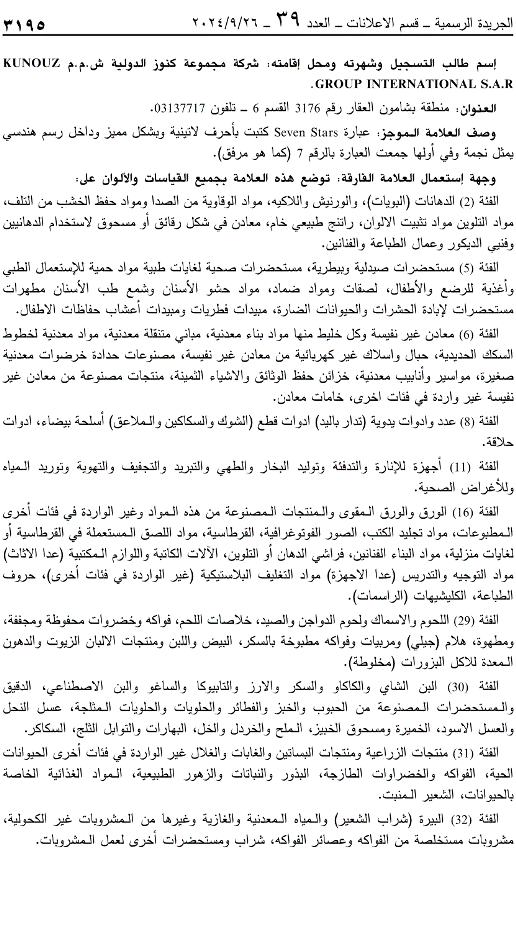 الجريدة الرسمية – قسم الاعلانات – العدد ٣٩ – ٢٠٢٤/٩/٢٦
٣١٩٥
إسم طالب التسجيل وشهرته ومحل إقامته: شركة مجموعة كنوز الدولية ش.م.م KUNOUZ
GROUP INTERNATIONAL S.A.R.
العنوان: منطقة بشامون العقار رقم 3176 القسم 6 – تلفون 03137717.
وصف العلامة الموجز: عبارة Seven Stars كتبت بأحرف لاتينية وبشكل مميز وداخل رسم هندسي
يمثل نجمة وفي أولها جمعت العبارة بالرقم 7 (كما هو مرفق).
وجهة إستعمال العلامة الفارقة: توضع هذه العلامة بجميع القياسات والألوان على:
الفئة (2) الدهانات (البويات)، والورنيش واللاكيه، مواد الوقاوية من الصدا ومواد حفظ الخشب من التلف،
مواد التلوين مواد تثبيت الالوان، راتنج طبيعي خام، معادن في شكل رقائق أو مسحوق لاستخدام الدهانيين
وفنيي الديكور وعمال الطباعة والفنانين.
الفئة (5) مستحضرات صيدلية وبيطرية، مستحضرات صحية لغايات طبية مواد حمية للإستعمال الطبي
وأغذية للرضع والأطفال، لصقات ومواد ضماد، مواد حشو الأسنان وشمع طب الأسنان مطهرات
مستحضرات لإبادة الحشرات والحيوانات الضارة، مبيدات فطريات ومبيدات أعشاب حفاظات الاطفال.
الفئة (6) معادن غير نفيسة وكل خليط منها مواد بناء معدنية، مباني متنقلة معدنية، مواد معدنية لخطوط
السكك الحديدية، حبال واسلاك غير كهربائية من معادن غير نفيسة، مصنوعات حدادة خرضوات معدنية
صغيرة، مواسير وأنابيب معدنية، خزائن حفظ الوثائق والاشياء الثمينة، منتجات مصنوعة من معادن غير
نفيسة غير واردة في فئات اخرى، خامات معادن.
الفئة (8) عدد وادوات يدوية (تدار باليد) ادوات قطع (الشوك والسكاكين والملاعق) أسلحة بيضاء، ادوات
حلاقة.
الفئة (11) أجهزة للإنارة والتدفئة وتوليد البخار والطهي والتبريد والتجفيف والتهوية وتوريد المياه
وللأغراض الصحية.
الفئة (16) الورق والورق المقوى والمنتجات المصنوعة من هذه المواد وغير الواردة في فئات أخرى
المطبوعات، مواد تجليد الكتب، الصور الفوتوغرافية، القرطاسية، مواد اللصق المستعملة في القرطاسية أو
لغايات منزلية، مواد البناء الفنانين، فراشي الدهان أو التلوين، الآلات الكاتبة واللوازم المكتبية (عدا الاثاث)
مواد التوجيه والتدريس (عدا الاجهزة) مواد التغليف البلاستيكية (غير الواردة في فئات أخرى)، حروف
الطباعة، الكليشيهات (الراسمات).
الفئة (29) اللحوم والاسماك ولحوم الدواجن والصيد، خلاصات اللحم، فواكه وخضروات محفوظة ومجففة،
ومطهوة، هلام (جيلي) ومربيات وفواكه مطبوخة بالسكر، البيض واللبن ومنتجات الالبان الزيوت والدهون
المعدة للاكل البزورات (مخلوطة).
الفئة (30) البن الشاي والكاكاو والسكر والارز والتابيوكا والساغو والبن الاصطناعي، الدقيق
والمستحضرات المصنوعة من الحبوب والخبز والفطائر والحلويات والحلويات المثلجة، عسل النحل
والعسل الاسود، الخميرة ومسحوق الخبيز، الملح والخردل والخل، البهارات والتوابل الثلج، السكاكر.
الفئة (31) منتجات الزراعية ومنتجات البساتين والغابات والغلال غير الواردة في فئات أخرى الحيوانات
الحية، الفواكه والخضراوات الطازجة، البذور والنباتات والزهور الطبيعية، المواد الغذائية الخاصة
بالحيوانات، الشعير المنبت.
الفئة (32) البيرة (شراب الشعير) والمياه المعدنية والغازية وغيرها من المشروبات غير الكحولية،
مشروبات مستخلصة من الفواكه وعصائر الفواكه، شراب ومستحضرات أخرى لعمل المشروبات.